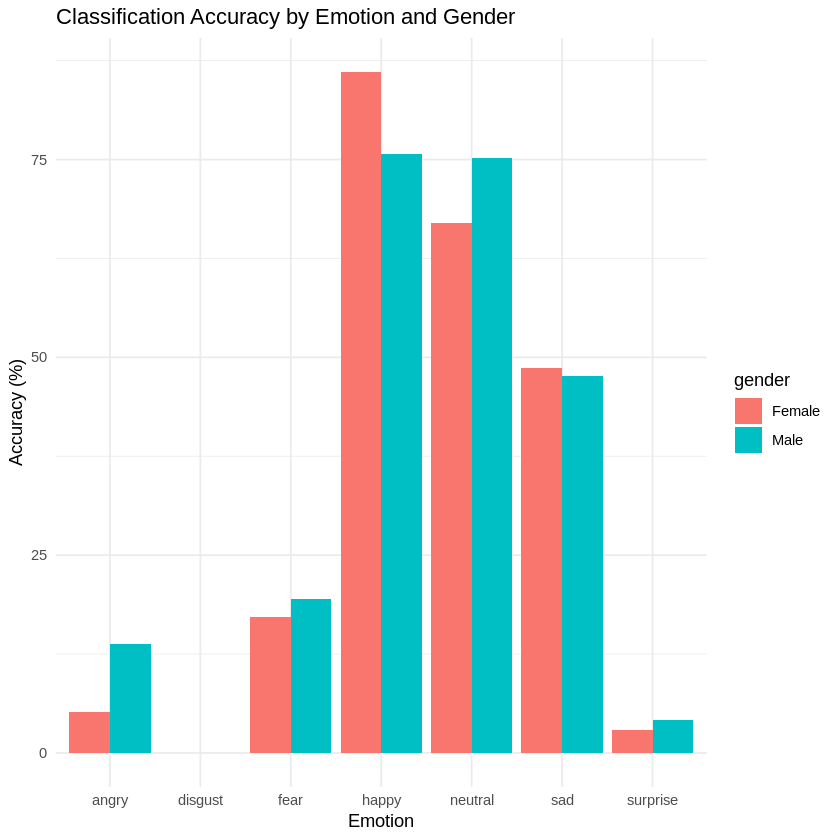 Classification Accuracy by Emotion and Gender
Accuracy (%)
75
50
25
0
angry disgust fear happy neutral sad surprise
Emotion
gender
Female
Male